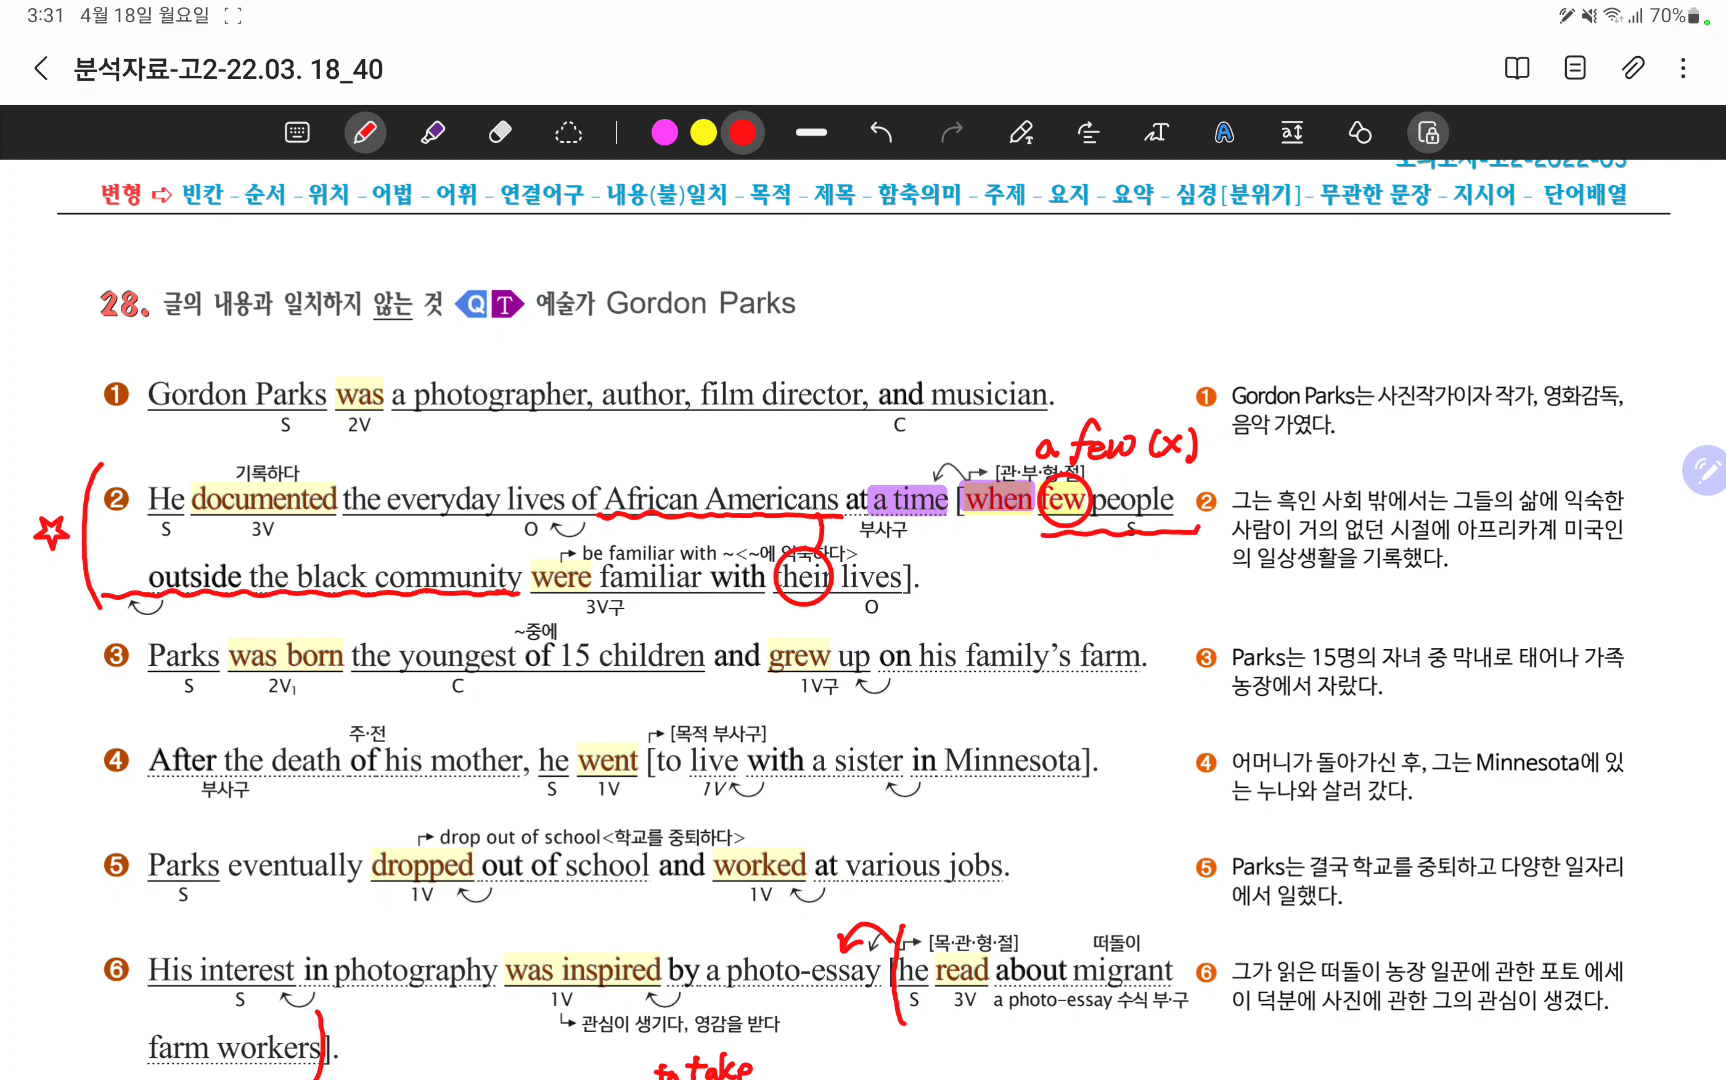 3:31 4월 18일 월요일
70%
분석자료-고2-22.03. 18_40
변형 ⇨ 빈칸 – 순서 – 위치 – 어법 – 어휘 – 연결어구 – 내용(불)일치 – 목적 – 제목 – 함축의미 – 주제 – 요지 – 요약 – 심경[분위기] – 무관한 문장 – 지시어 – 단어배열
28. 글의 내용과 일치하지 않는 것 Q T 예술가 Gordon Parks
❶ Gordon Parks was a photographer, author, film director, and musician.
S 2V C
❶ Gordon Parks는 사진작가이자 작가, 영화감독,
음악 가였다.
a few (x)
기록하다 [관·부·형·절]
❷ He documented the everyday lives of African Americans at a time [when few people
S 3V O 부사구 S
be familiar with ~<~에 익숙하다>
outside the black community were familiar with their lives].
3V구 O
❷ 그는 흑인 사회 밖에서는 그들의 삶에 익숙한
사람이 거의 없던 시절에 아프리카계 미국인
의 일상생활을 기록했다.
~중에
❸ Parks was born the youngest of 15 children and grew up on his family’s farm.
S 2V₁ C 1V구
❸ Parks는 15명의 자녀 중 막내로 태어나 가족
농장에서 자랐다.
주·전 [목적 부사구]
❹ After the death of his mother, he went [to live with a sister in Minnesota].
부사구 S 1V 1V
❹ 어머니가 돌아가신 후, 그는 Minnesota에 있
는 누나와 살러 갔다.
drop out of school<학교를 중퇴하다>
❺ Parks eventually dropped out of school and worked at various jobs.
S 1V 1V
❺ Parks는 결국 학교를 중퇴하고 다양한 일자리
에서 일했다.
[목·관·형·절] 떠돌이
❻ His interest in photography was inspired by a photo-essay [he read about migrant
S 1V S 3V a photo-essay 수식 부·구
관심이 생기다, 영감을 받다
farm workers].
❻ 그가 읽은 떠돌이 농장 일꾼에 관한 포토 에세
이 덕분에 사진에 관한 그의 관심이 생겼다.
to take